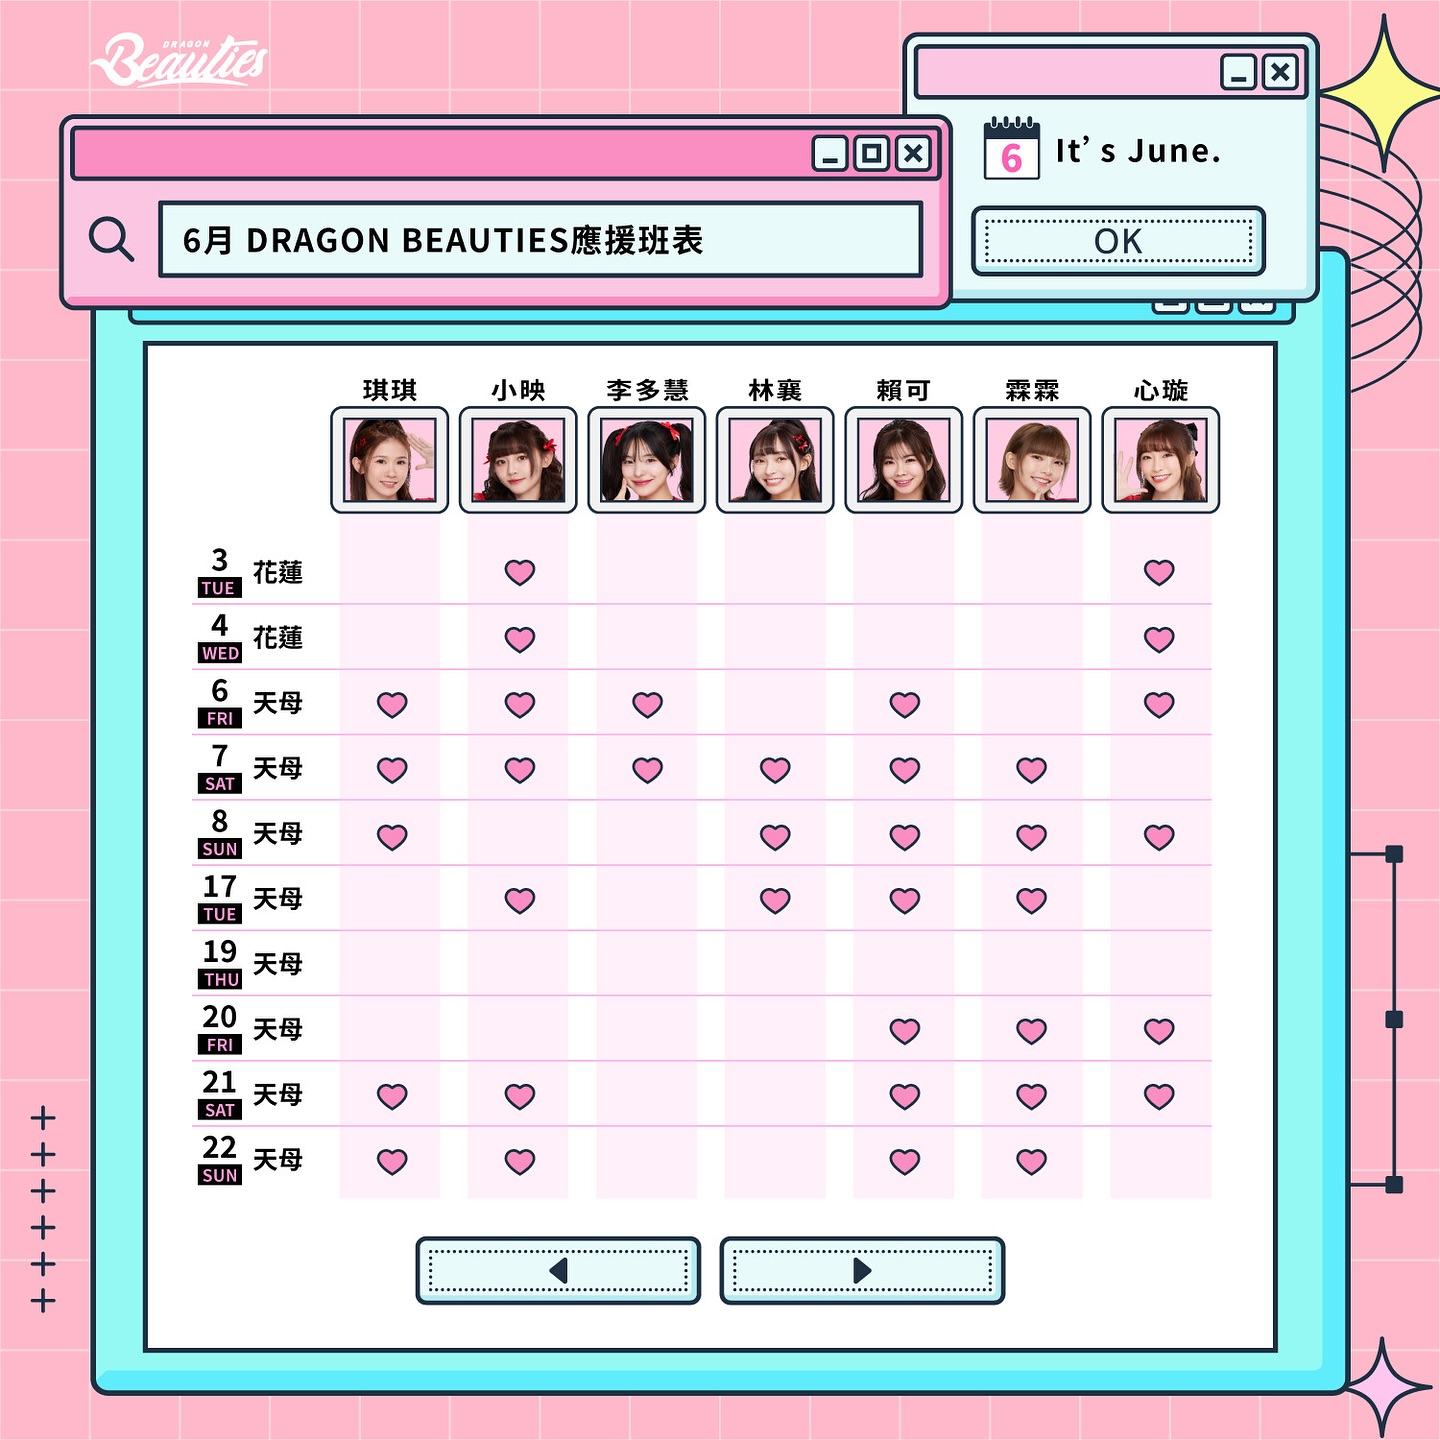 DRAGON
Beauties
It's June.
6
OK
6月 DRAGON BEAUTIES應援班表
琪琪 小映 李多慧 林襄 賴可 霖霖 心璇
3 TUE 花蓮
4 WED 花蓮
6 FRI 天母
7 SAT 天母
8 SUN 天母
17 TUE 天母
19 THU 天母
20 FRI 天母
21 SAT 天母
22 SUN 天母